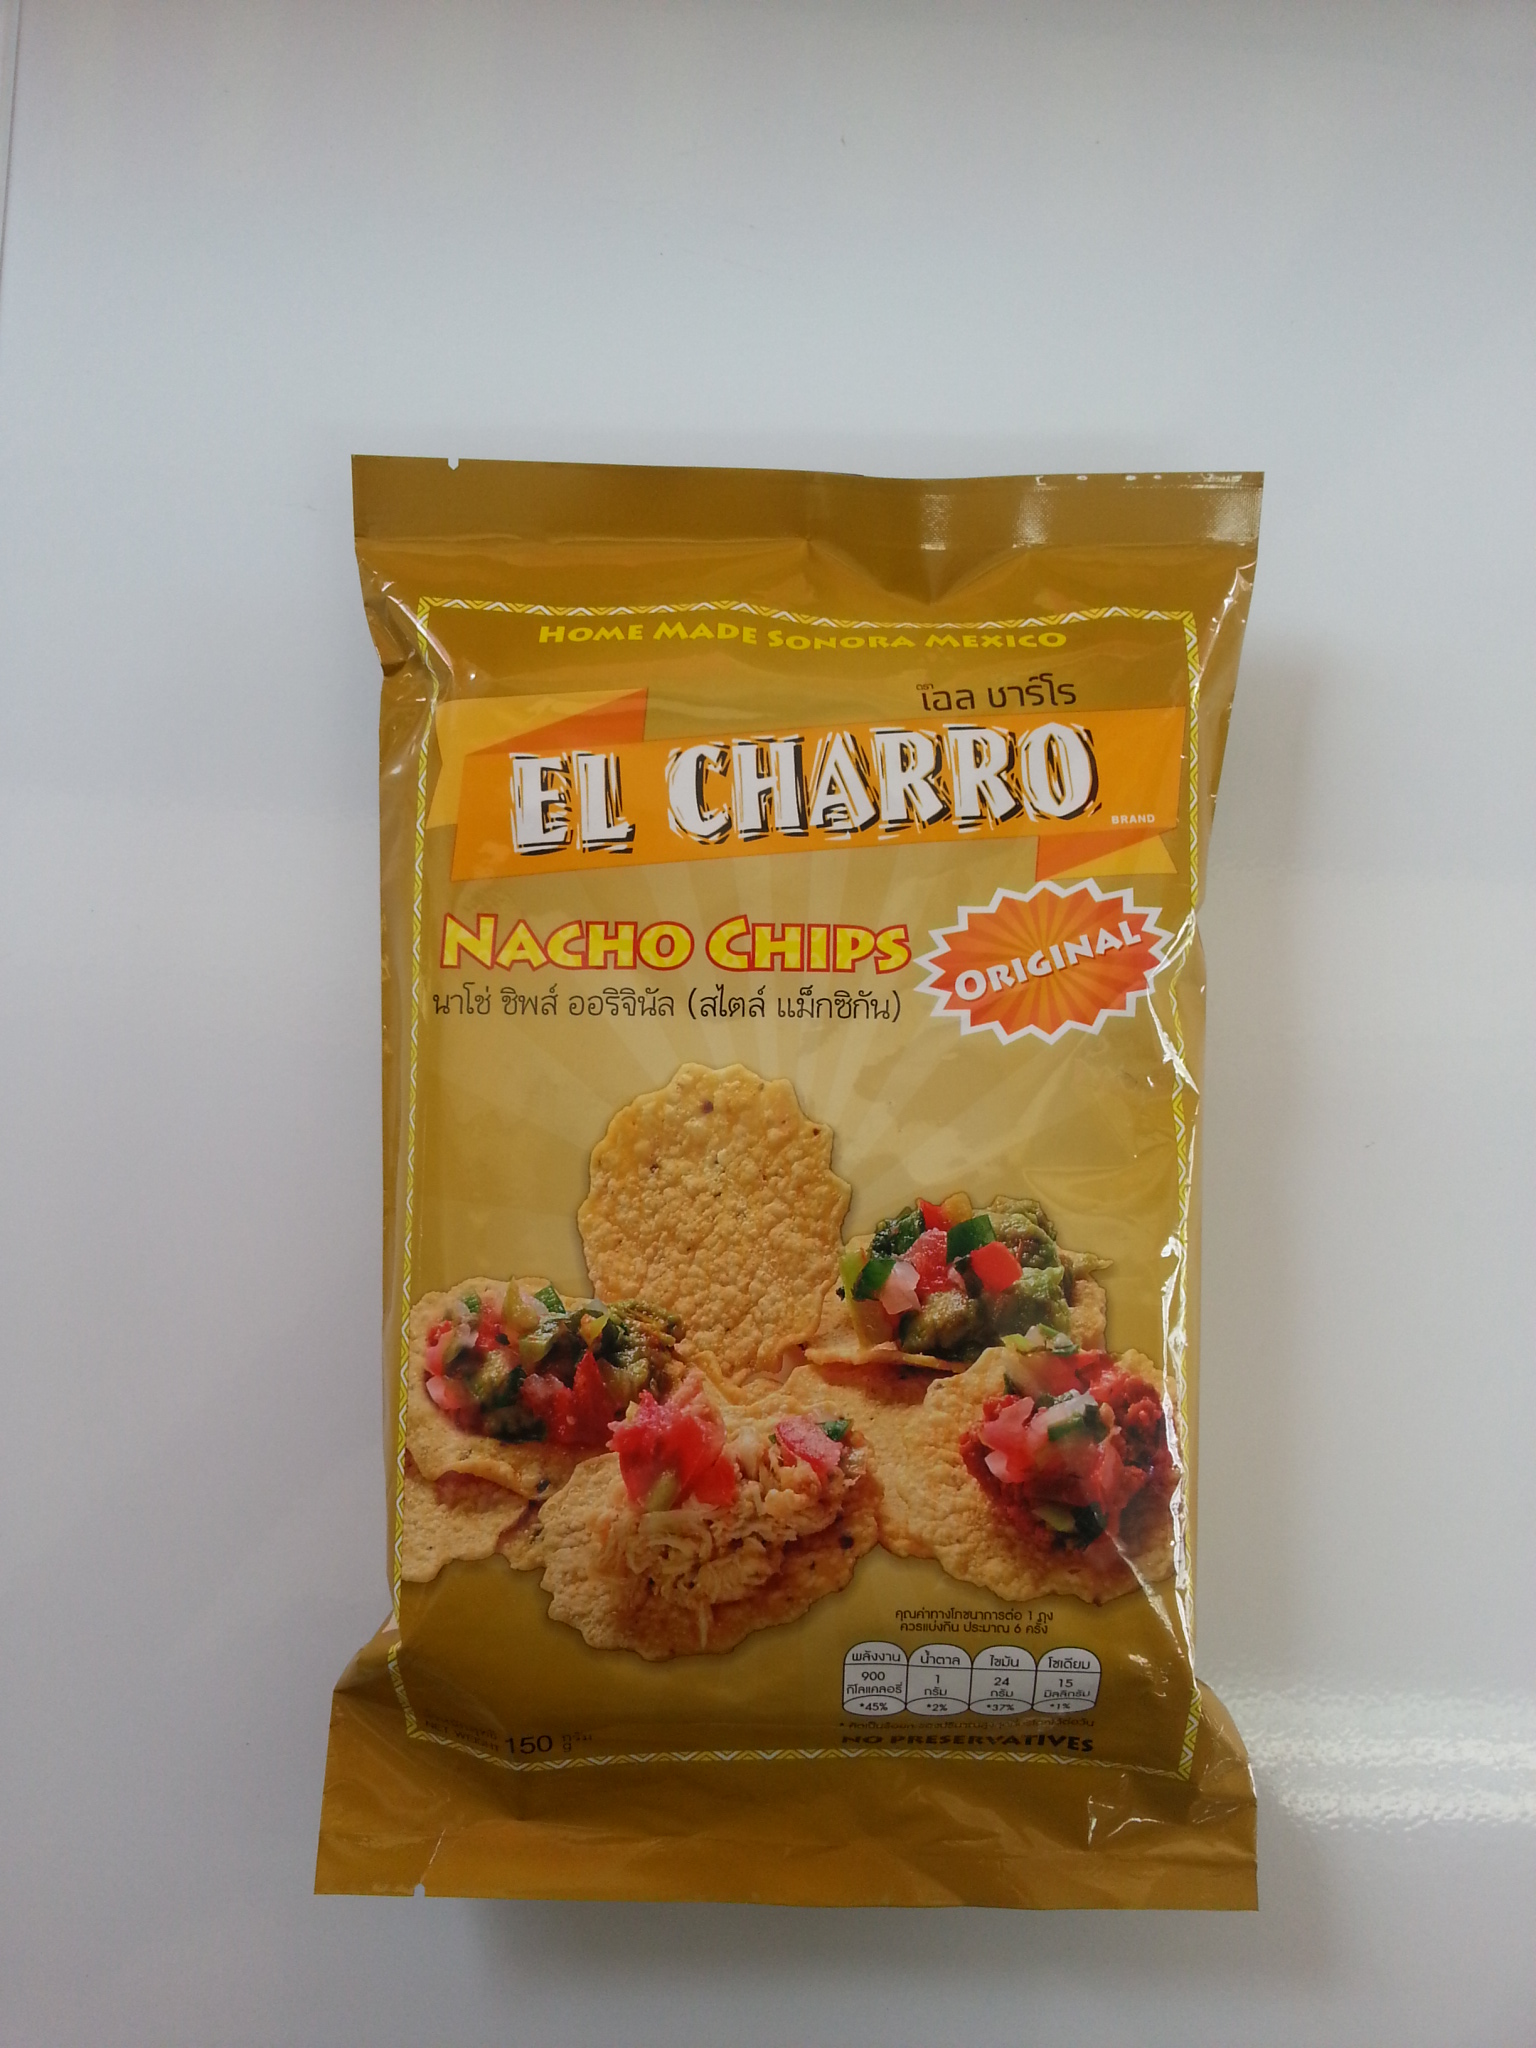 HOME MADE SONORA MEXICO
ตรา
เอล ชาร์โร
EL CHARRO
BRAND
NACHO CHIPS
ORIGINAL
นาโช่ ชิพส์ ออริจินัล (สไตล์ แม็กซิกัน)
คุณค่าทางโภชนาการต่อ 1 ถุง
ควรแบ่งกิน ประมาณ 6 ครั้ง
พลังงาน น้ำตาล ไขมัน โซเดียม
900 1 24 15
กิโลแคลอรี่ กรัม กรัม มิลลิกรัม
*45% *2% *37% *1%
NET WEIGHT 150 กรัม
g
NO PRESERVATIVES